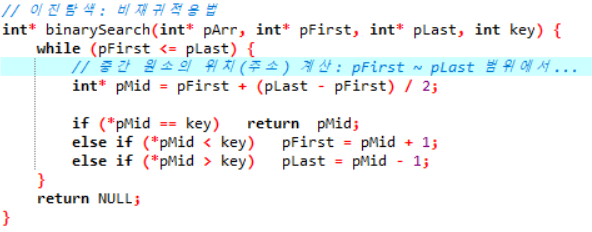 // 이진탐색: 비재귀적용법
int* binarySearch(int* pArr, int* pFirst, int* pLast, int key) {
while (pFirst <= pLast) {
// 중간 원소의 위치(주소) 계산: pFirst ~ pLast 범위에서...
int* pMid = pFirst + (pLast - pFirst) / 2;
if (*pMid == key) return pMid;
else if (*pMid < key) pFirst = pMid + 1;
else if (*pMid > key) pLast = pMid - 1;
}
return NULL;
}